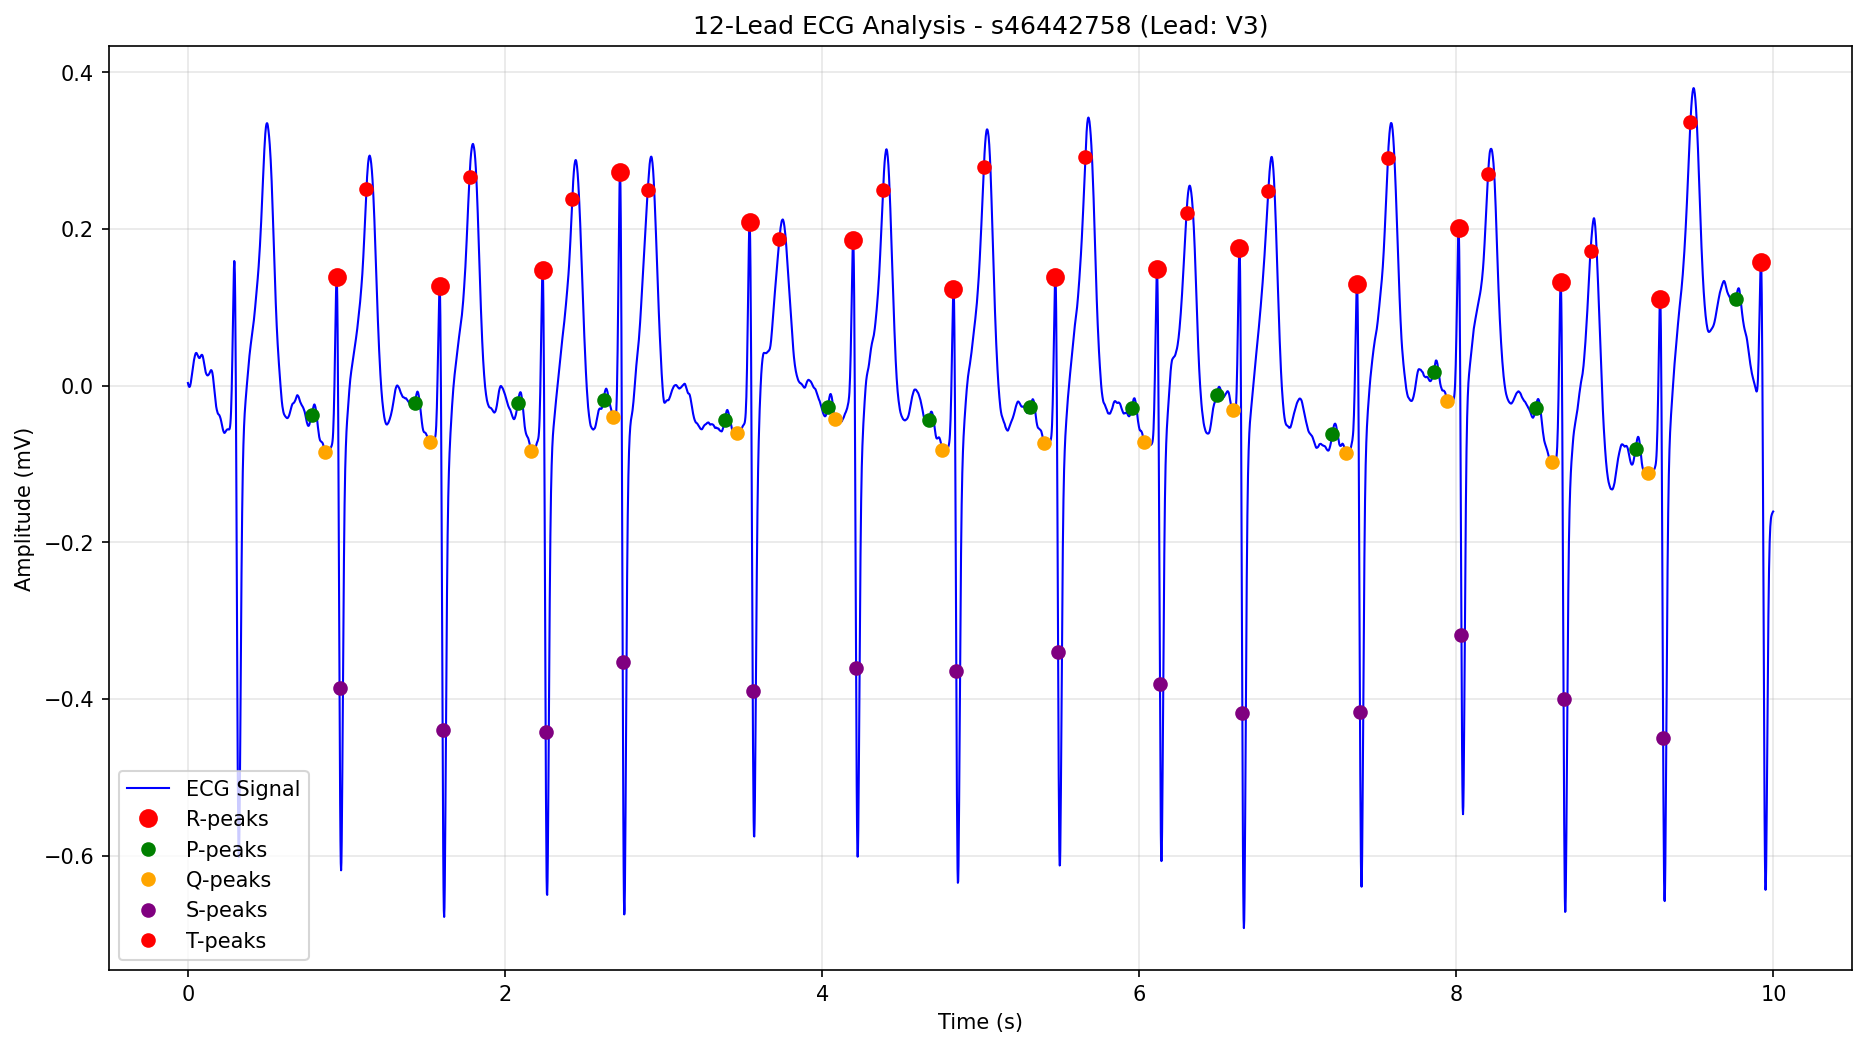 12-Lead ECG Analysis - s46442758 (Lead: V3)
Amplitude (mV)
0.4
0.2
0.0
−0.2
−0.4
−0.6
ECG Signal
R-peaks
P-peaks
Q-peaks
S-peaks
T-peaks
0 2 4 6 8 10
Time (s)